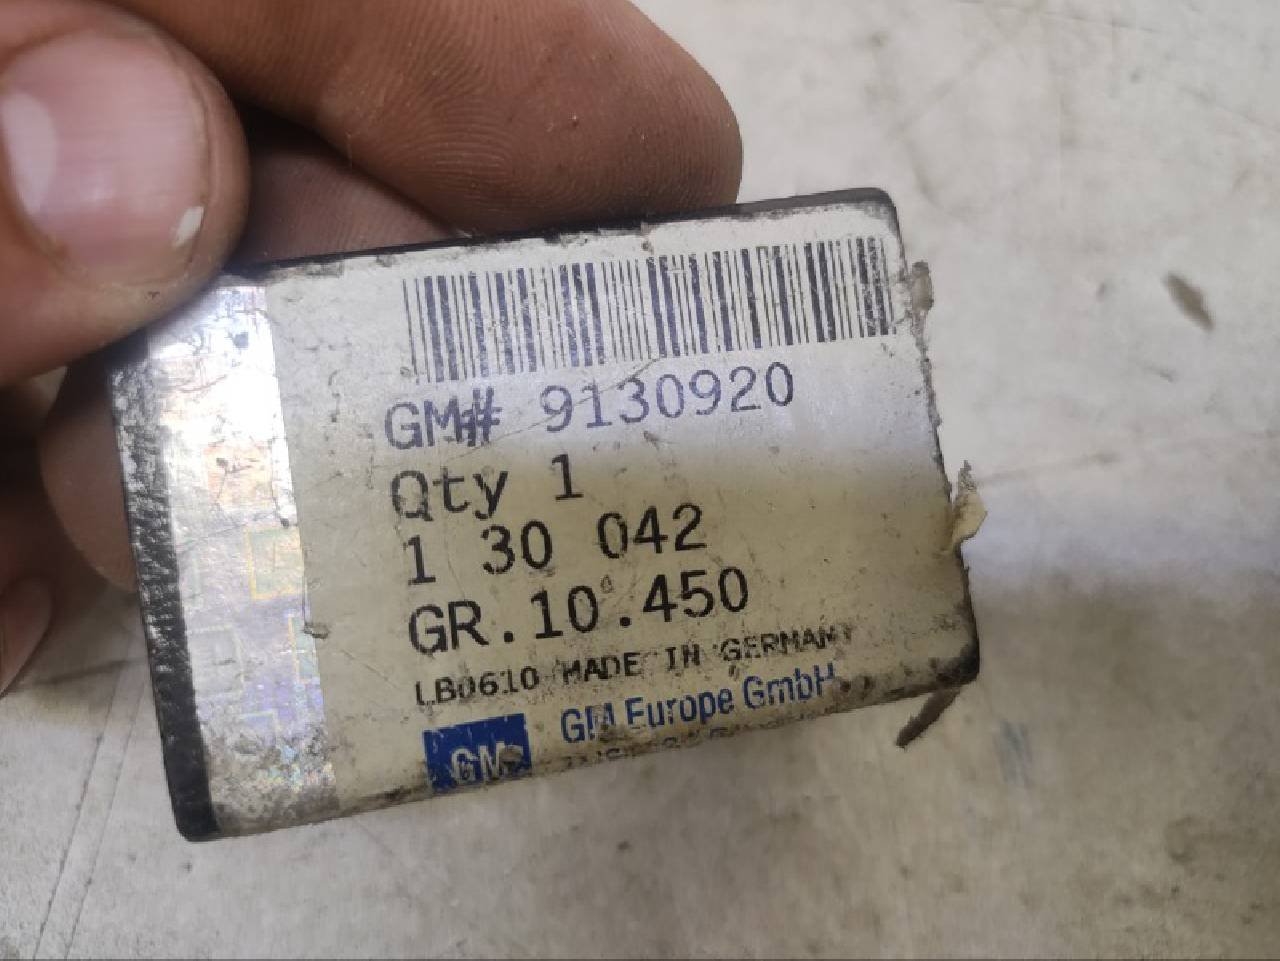 GM# 9130920
Qty 1
1 30 042
GR.10.450
LB0610 MADE IN GERMANY
GM Europe GmbH
GM